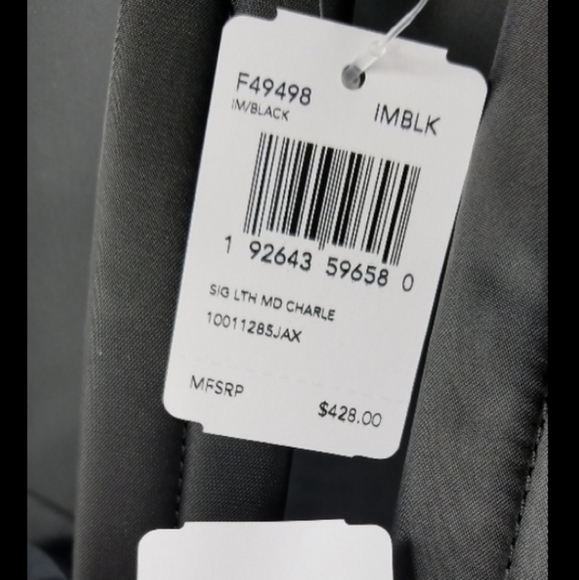 F49498
IM/BLACK
IMBLK
1 92643 59658 0
SIG LTH MD CHARLE
10011285JAX
MFSRP
$428.00